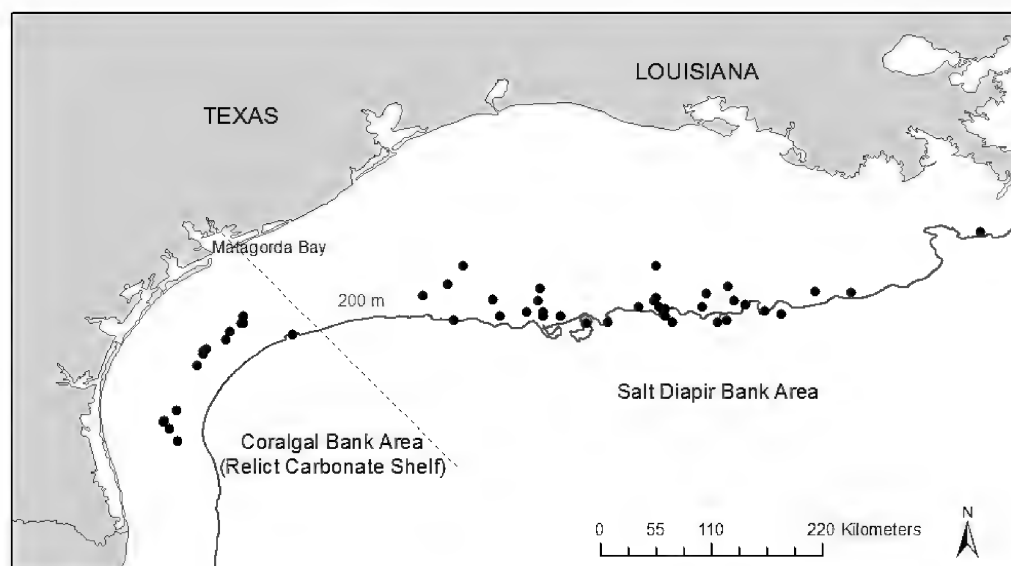 LOUISIANA
TEXAS
Matagorda Bay
200 m
Salt Diapir Bank Area
Coralgal Bank Area
(Relict Carbonate Shelf)
N
0 55 110 220 Kilometers